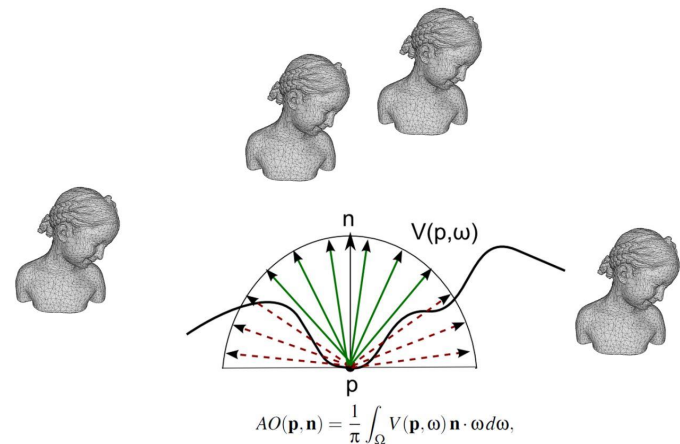 n
V(p,ω)
p
AO(p,n) = 1/π ∫_Ω V(p,ω) n · ω dω,